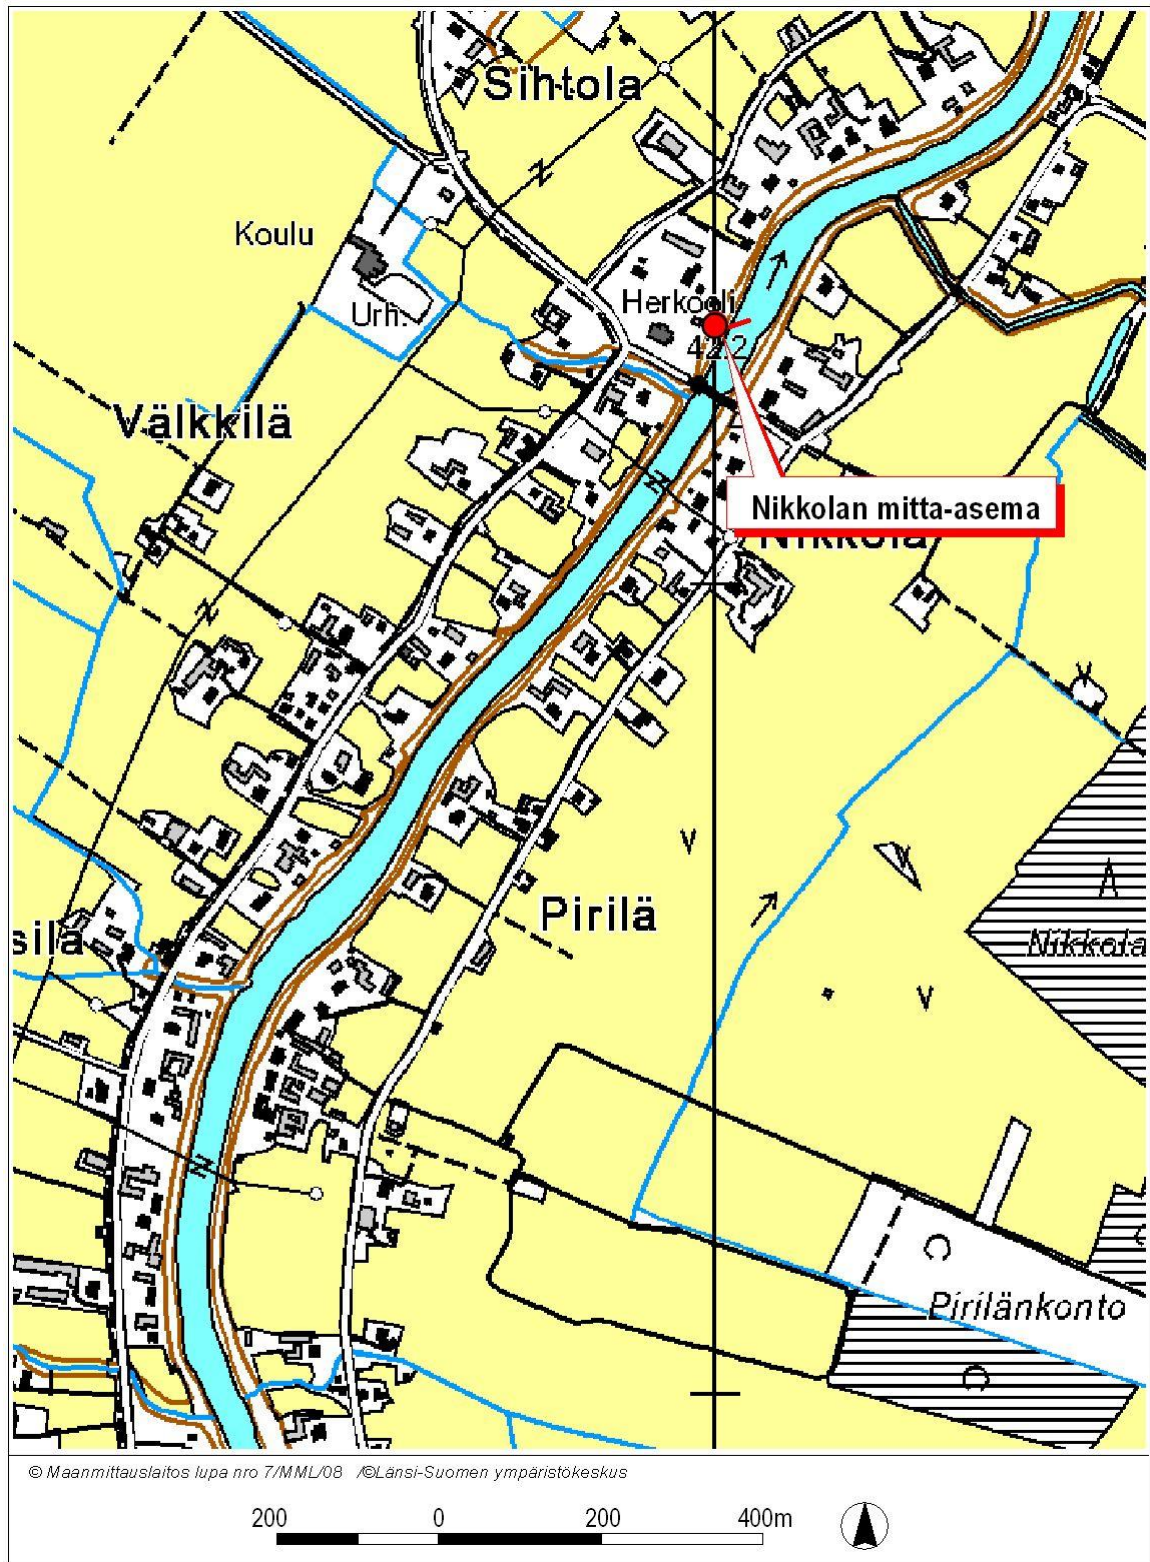 Sihtola
Koulu
Urh.
Herkooli
42.2
Välkkilä
Nikkolan mitta-asema
Nikkola
Pirilä
sila
Nikkola
Pirilänkonto
© Maanmittauslaitos lupa nro 7/MML/08 /©Länsi-Suomen ympäristökeskus
200 0 200 400m